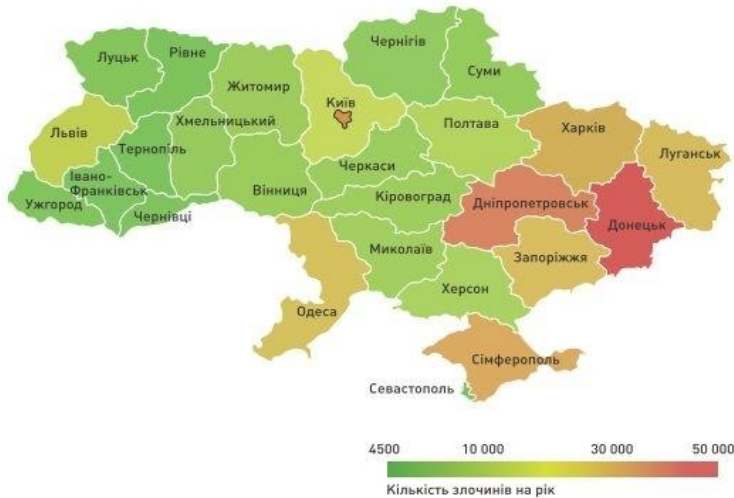 Чернігів
Рівне
Луцьк
Суми
Житомир
Київ
Хмельницький
Полтава
Харків
Львів
Тернопіль
Луганськ
Черкаси
Івано-
Франківськ
Вінниця
Кіровоград
Ужгород
Дніпропетровськ
Чернівці
Донецьк
Миколаїв
Запоріжжя
Херсон
Одеса
Сімферополь
Севастополь
4500 10 000 30 000 50 000
Кількість злочинів на рік